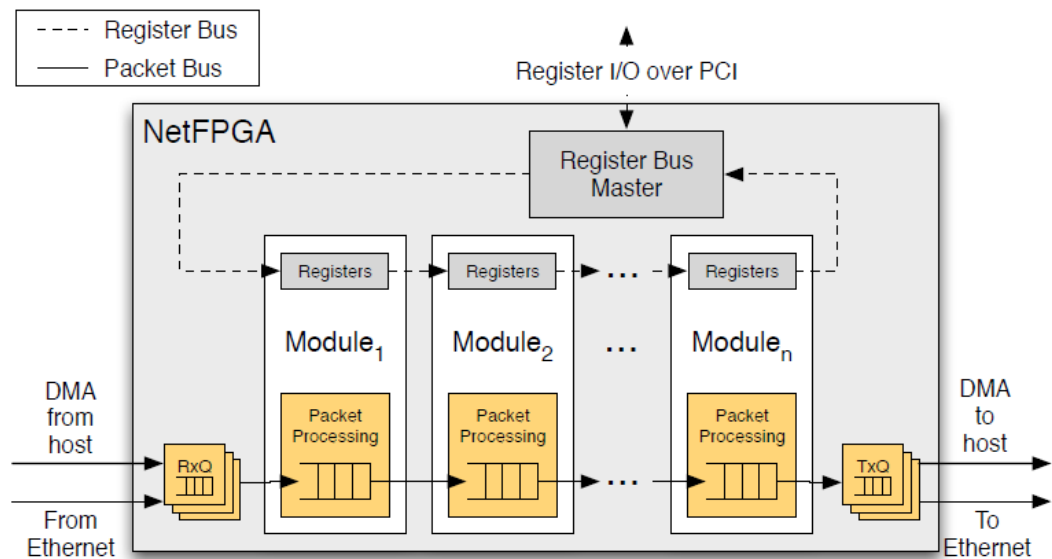 Register Bus
Packet Bus
Register I/O over PCI
NetFPGA
Register Bus
Master
Registers
Registers
...
Registers
Module1
Module2
...
Modulen
DMA
from
host
DMA
to
host
Packet
Processing
Packet
Processing
Packet
Processing
RxQ
...
TxQ
From
Ethernet
To
Ethernet